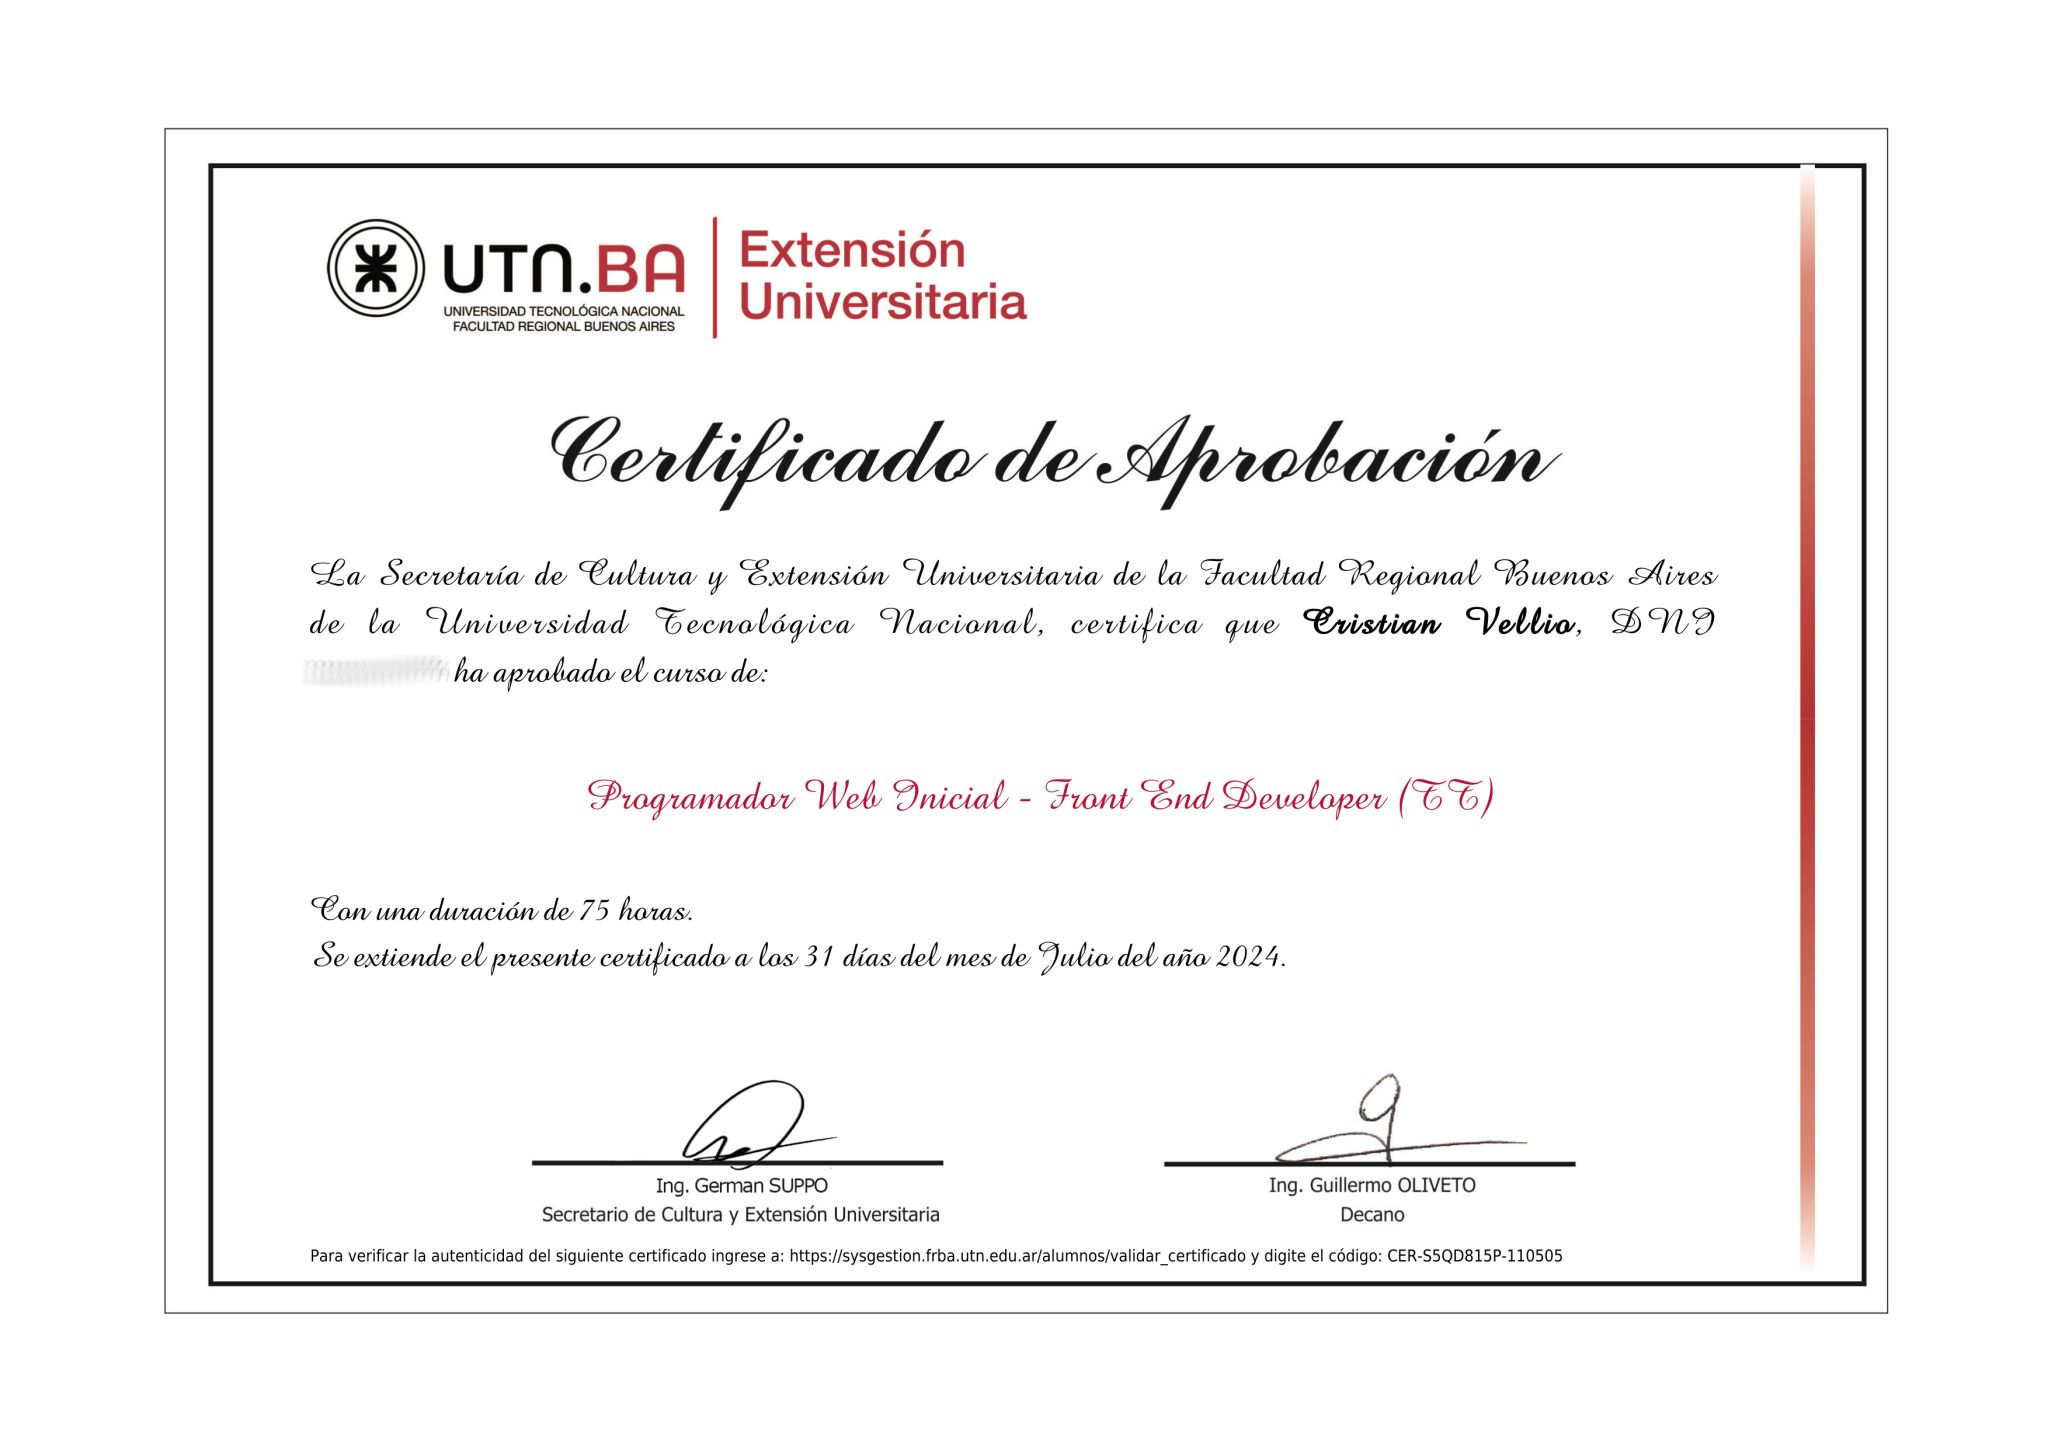 UTN.BA
UNIVERSIDAD TECNOLÓGICA NACIONAL
FACULTAD REGIONAL BUENOS AIRES
Extensión
Universitaria
Certificado de Aprobación
La Secretaría de Cultura y Extensión Universitaria de la Facultad Regional Buenos Aires
de la Universidad Tecnológica Nacional, certifica que Cristian Vellio, DNI
ha aprobado el curso de:
Programador Web Inicial - Front End Developer (TT)
Con una duración de 75 horas.
Se extiende el presente certificado a los 31 días del mes de Julio del año 2024.
Ing. German SUPPO
Secretario de Cultura y Extensión Universitaria
Ing. Guillermo OLIVETO
Decano
Para verificar la autenticidad del siguiente certificado ingrese a: https://sysgestion.frba.utn.edu.ar/alumnos/validar_certificado y digite el código: CER-S5QD815P-110505